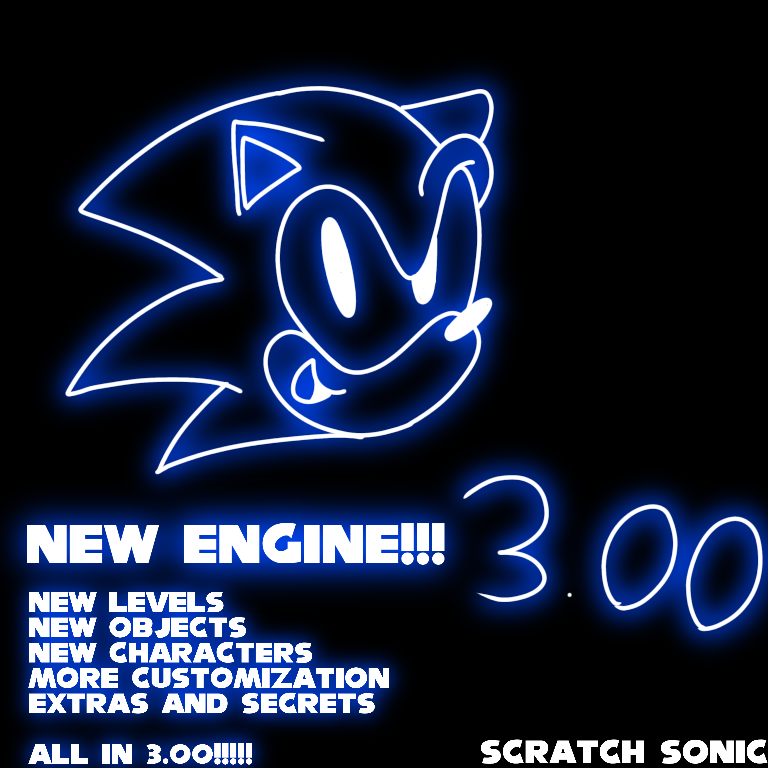 3.00
NEW ENGINE!!!
NEW LEVELS
NEW OBJECTS
NEW CHARACTERS
MORE CUSTOMIZATION
EXTRAS AND SECRETS
ALL IN 3.00!!!!!
SCRATCH SONIC